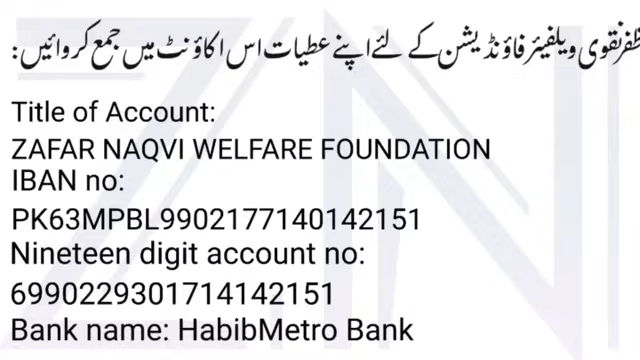 ظفر نقوی ویلفیئر فاؤنڈیشن کے لئے اپنے عطیات اس اکاؤنٹ میں جمع کروائیں:
Title of Account:
ZAFAR NAQVI WELFARE FOUNDATION
IBAN no:
PK63MPBL9902177140142151
Nineteen digit account no:
6990229301714142151
Bank name: HabibMetro Bank